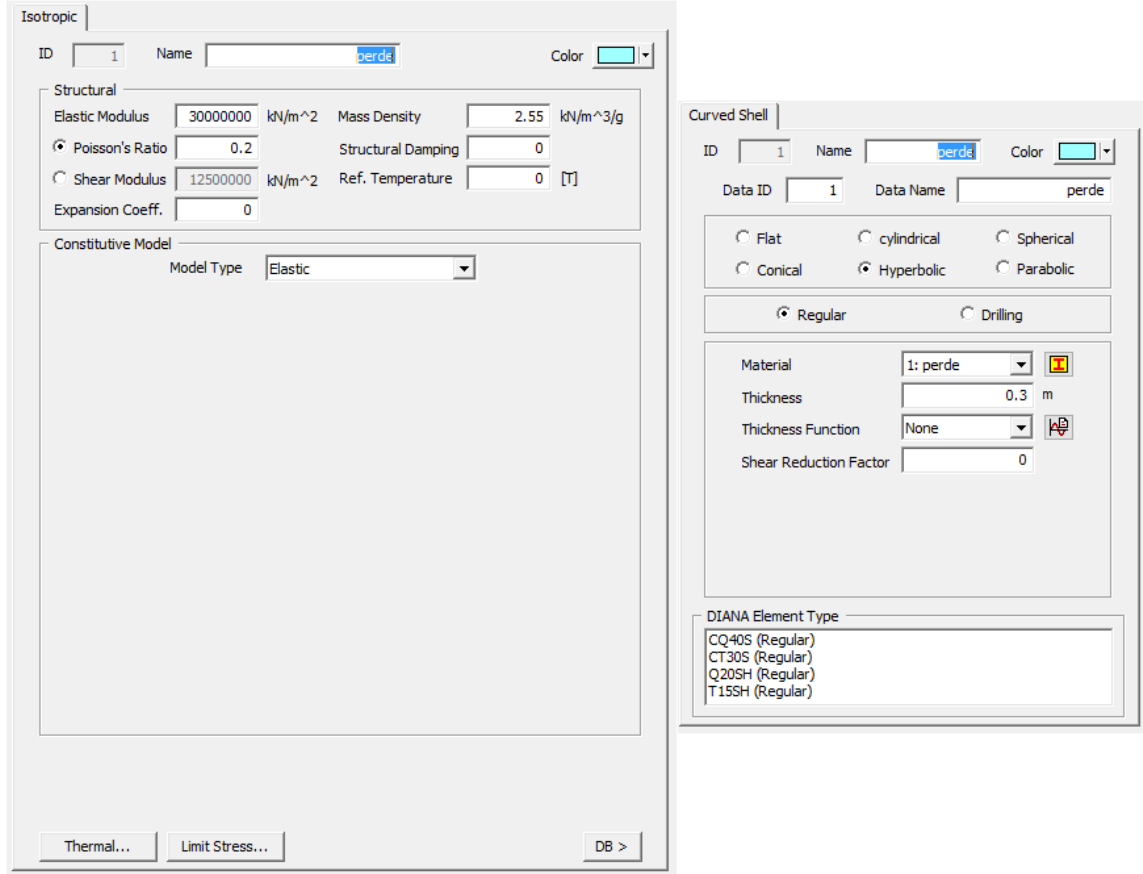 Isotropic
ID 1 Name perde Color
Structural
Elastic Modulus 30000000 kN/m^2 Mass Density 2.55 kN/m^3/g
Poisson's Ratio 0.2 Structural Damping 0
Shear Modulus 12500000 kN/m^2 Ref. Temperature 0 [T]
Expansion Coeff. 0
Constitutive Model
Model Type Elastic
Thermal... Limit Stress... DB >
Curved Shell
ID 1 Name perde Color
Data ID 1 Data Name perde
Flat cylindrical Spherical
Conical Hyperbolic Parabolic
Regular Drilling
Material 1: perde
Thickness 0.3 m
Thickness Function None
Shear Reduction Factor 0
DIANA Element Type
CQ40S (Regular)
CT30S (Regular)
Q20SH (Regular)
T15SH (Regular)